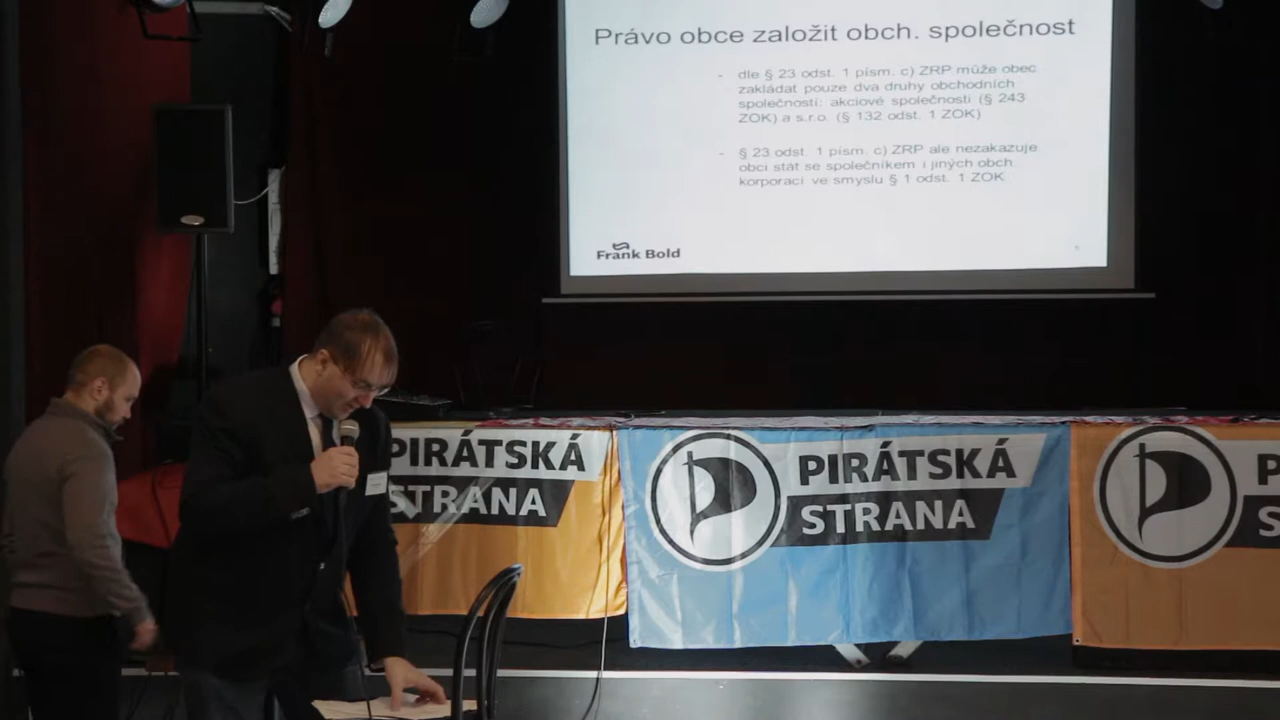 Právo obce založit obch. společnost
- dle § 23 odst. 1 písm. c) ZRP může obec
zakládat pouze dva druhy obchodních
společností: akciové společnosti (§ 243
ZOK) a s.r.o. (§ 132 odst. 1 ZOK)
- § 23 odst. 1 písm. c) ZRP ale nezakazuje
obci stát se společníkem i jiných obch.
korporací ve smyslu § 1 odst. 1 ZOK
Frank Bold
PIRÁTSKÁ
STRANA
PIRÁTSKÁ
STRANA
P
S